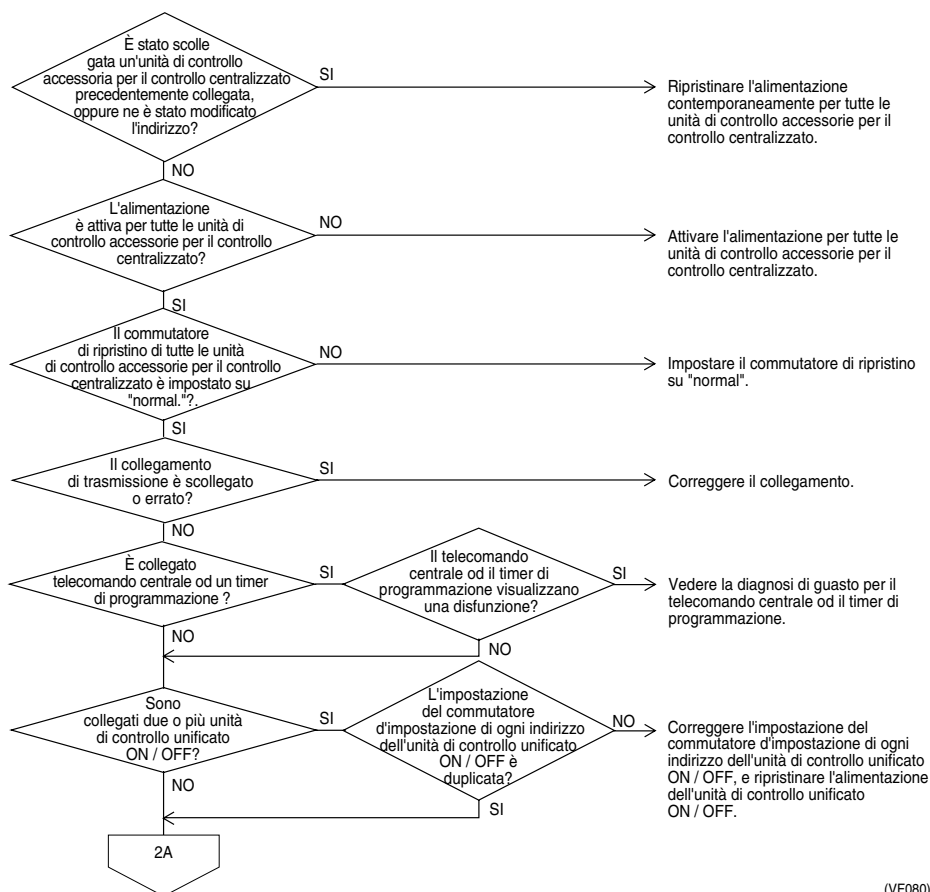 È stato scolle
gata un'unità di controllo
accessoria per il controllo centralizzato
precedentemente collegata,
oppure ne è stato modificato
l'indirizzo?
SI
Ripristinare l'alimentazione
contemporaneamente per tutte le
unità di controllo accessorie per il
controllo centralizzato.
NO
L'alimentazione
è attiva per tutte le unità di
controllo accessorie per il controllo
centralizzato?
NO
Attivare l'alimentazione per tutte le
unità di controllo accessorie per il
controllo centralizzato.
SI
Il commutatore
di ripristino di tutte le unità
di controllo accessorie per il controllo
centralizzato è impostato su
"normal."?.
NO
Impostare il commutatore di ripristino
su "normal".
SI
Il collegamento
di trasmissione è scollegato
o errato?
SI
Correggere il collegamento.
NO
È collegato
telecomando centrale od un timer
di programmazione ?
SI
Il telecomando
centrale od il timer di
programmazione visualizzano
una disfunzione?
SI
Vedere la diagnosi di guasto per il
telecomando centrale od il timer di
programmazione.
NO
NO
Sono
collegati due o più unità
di controllo unificato
ON / OFF?
SI
L'impostazione
del commutatore
d'impostazione di ogni indirizzo
dell'unità di controllo unificato
ON / OFF è
duplicata?
NO
Correggere l'impostazione del
commutatore d'impostazione di ogni
indirizzo dell'unità di controllo unificato
ON / OFF, e ripristinare l'alimentazione
dell'unità di controllo unificato
ON / OFF.
NO
SI
2A
(VF080)